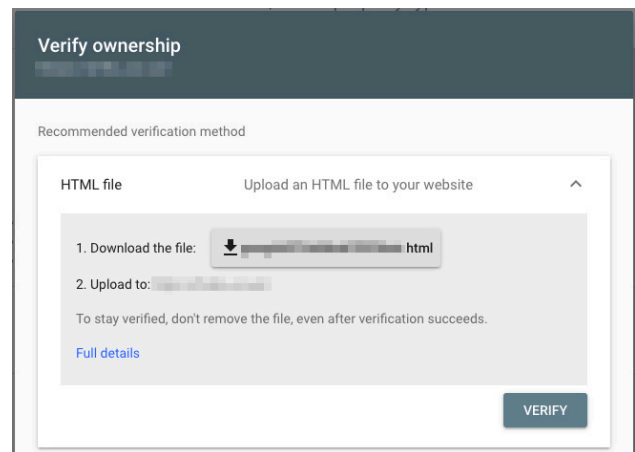 Verify ownership
Recommended verification method
HTML file Upload an HTML file to your website
1. Download the file: html
2. Upload to:
To stay verified, don't remove the file, even after verification succeeds.
Full details
VERIFY